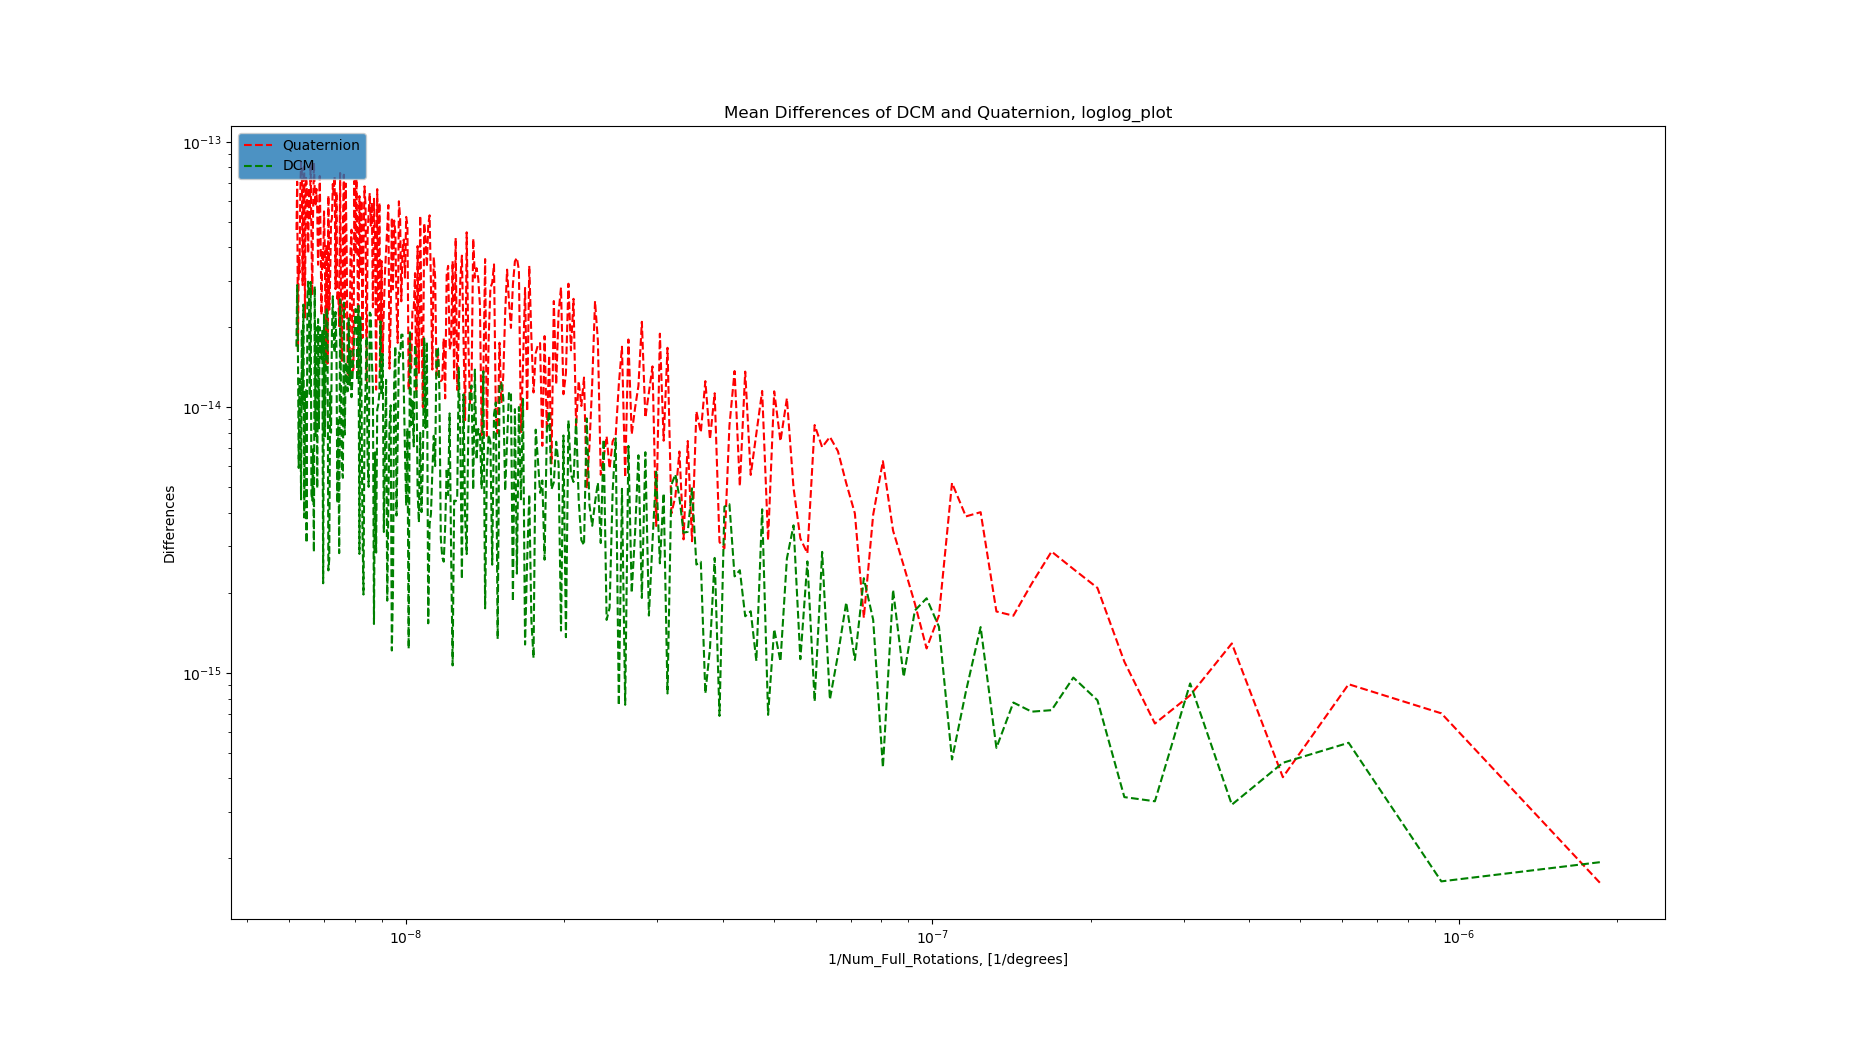 Mean Differences of DCM and Quaternion, loglog_plot
Quaternion
DCM
10⁻¹³
10⁻¹⁴
10⁻¹⁵
Differences
10⁻⁸
10⁻⁷
10⁻⁶
1/Num_Full_Rotations, [1/degrees]